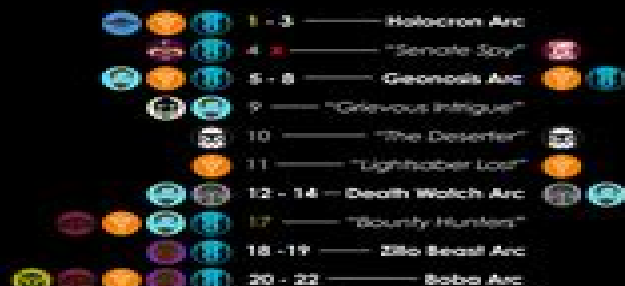 1 - 3 Holocron Arc
4 "Senate Spy"
5 - 8 Geonosis Arc
9 "Grievous Intrigue"
10 "The Deserter"
11 "Lightsaber Lost"
12 - 14 Death Watch Arc
17 "Bounty Hunters"
18 -19 Zillo Beast Arc
20 - 22 Boba Arc